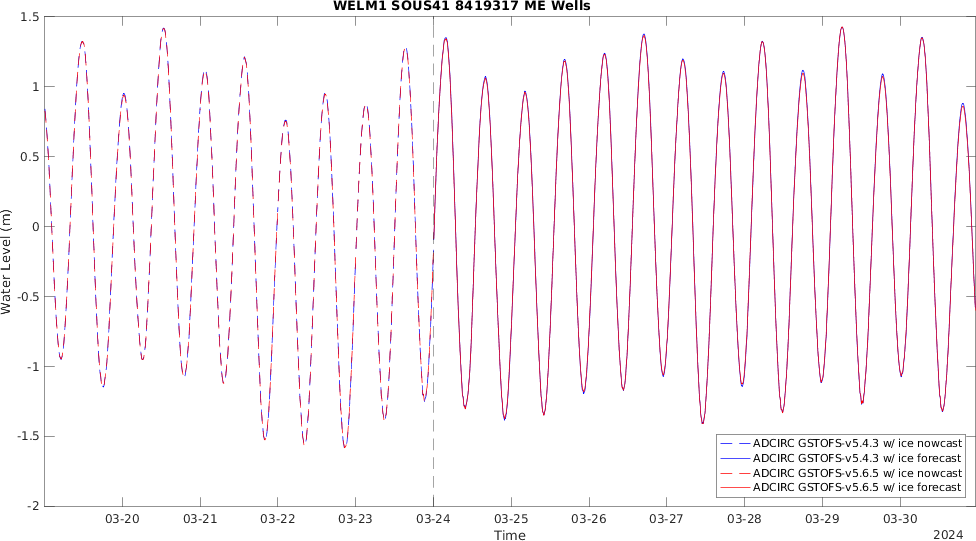 WELM1 SOUS41 8419317 ME Wells
1.5
1
0.5
0
-0.5
-1
-1.5
-2
Water Level (m)
03-20 03-21 03-22 03-23 03-24 03-25 03-26 03-27 03-28 03-29 03-30
Time
2024
ADCIRC GSTOFS-v5.4.3 w/ ice nowcast
ADCIRC GSTOFS-v5.4.3 w/ ice forecast
ADCIRC GSTOFS-v5.6.5 w/ ice nowcast
ADCIRC GSTOFS-v5.6.5 w/ ice forecast